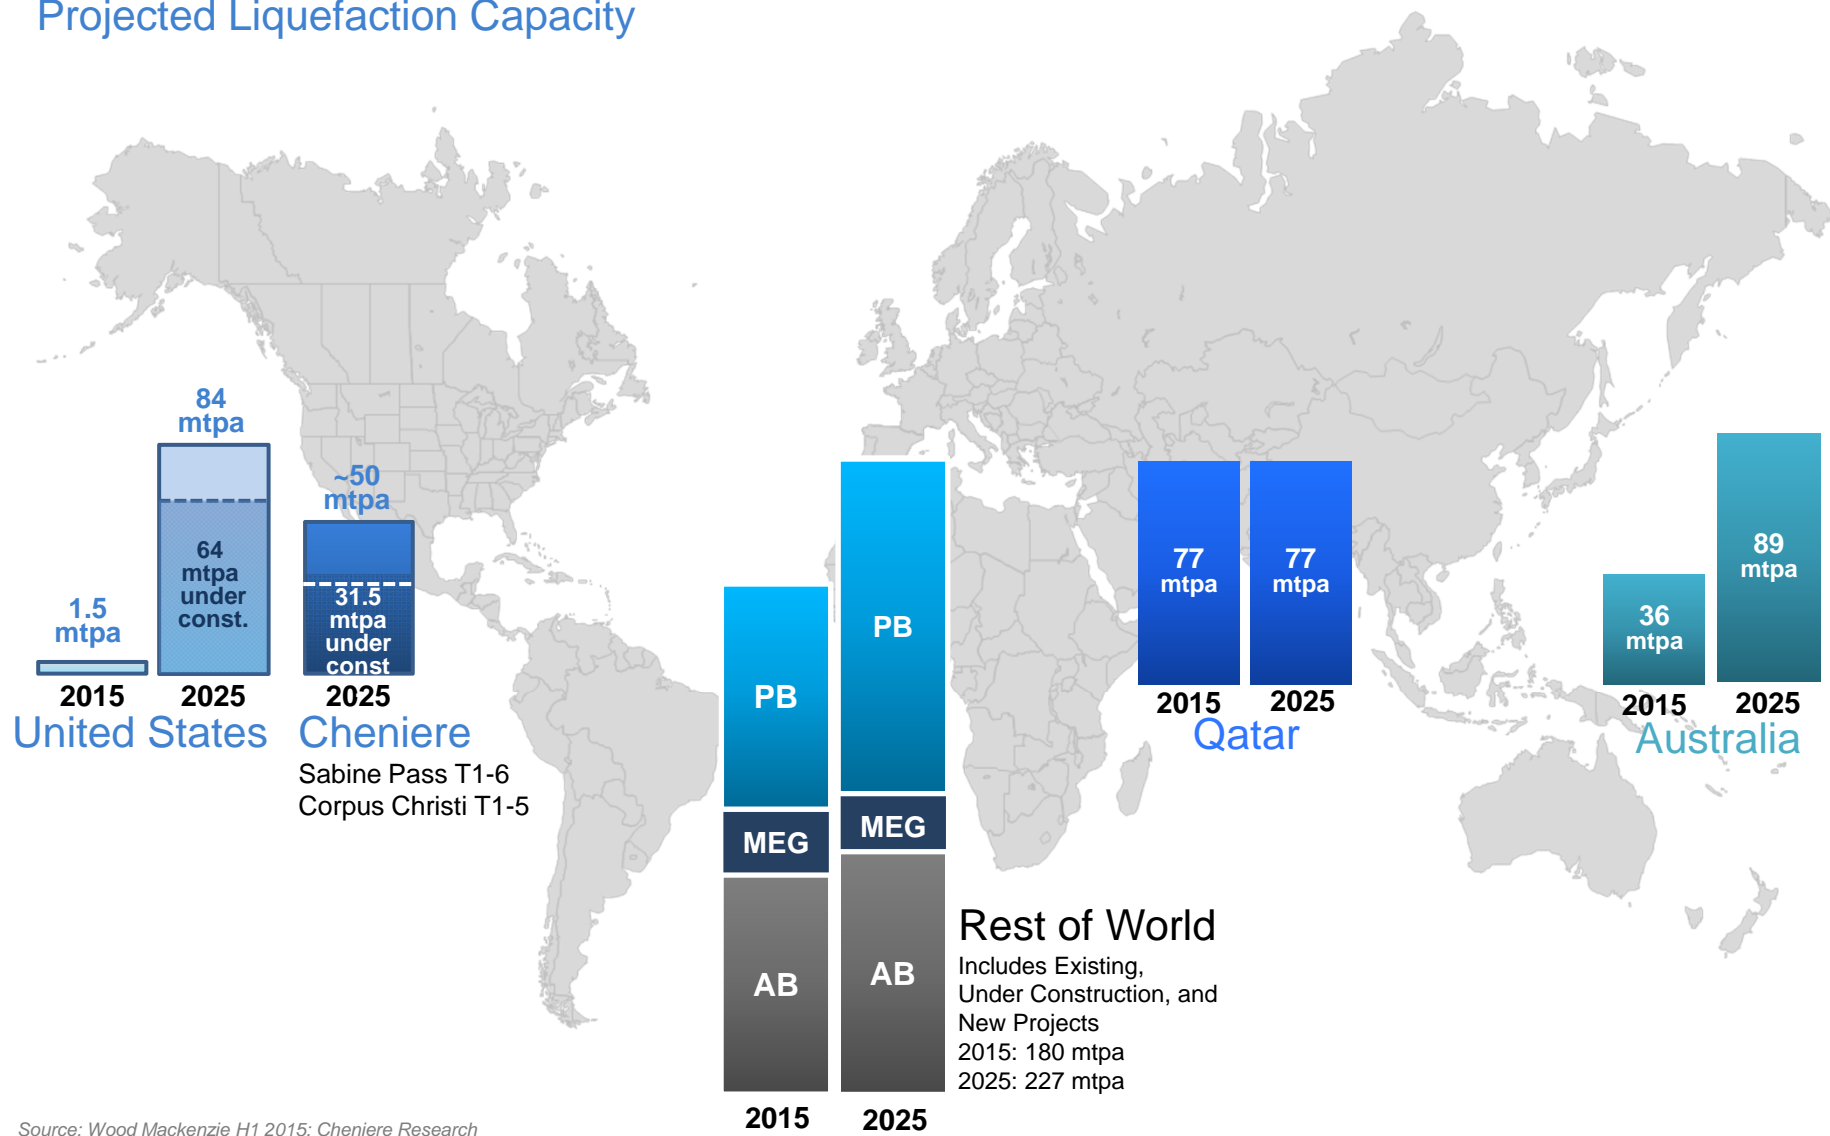 Projected Liquefaction Capacity
84
mtpa
64
mtpa
under
const.
1.5
mtpa
2015
2025
United States
~50
mtpa
31.5
mtpa
under
const
2025
Cheniere
Sabine Pass T1-6
Corpus Christi T1-5
PB
MEG
AB
2015
PB
MEG
AB
2025
Rest of World
Includes Existing,
Under Construction, and
New Projects
2015: 180 mtpa
2025: 227 mtpa
77
mtpa
2015
77
mtpa
2025
Qatar
36
mtpa
2015
89
mtpa
2025
Australia
Source: Wood Mackenzie H1 2015; Cheniere Research